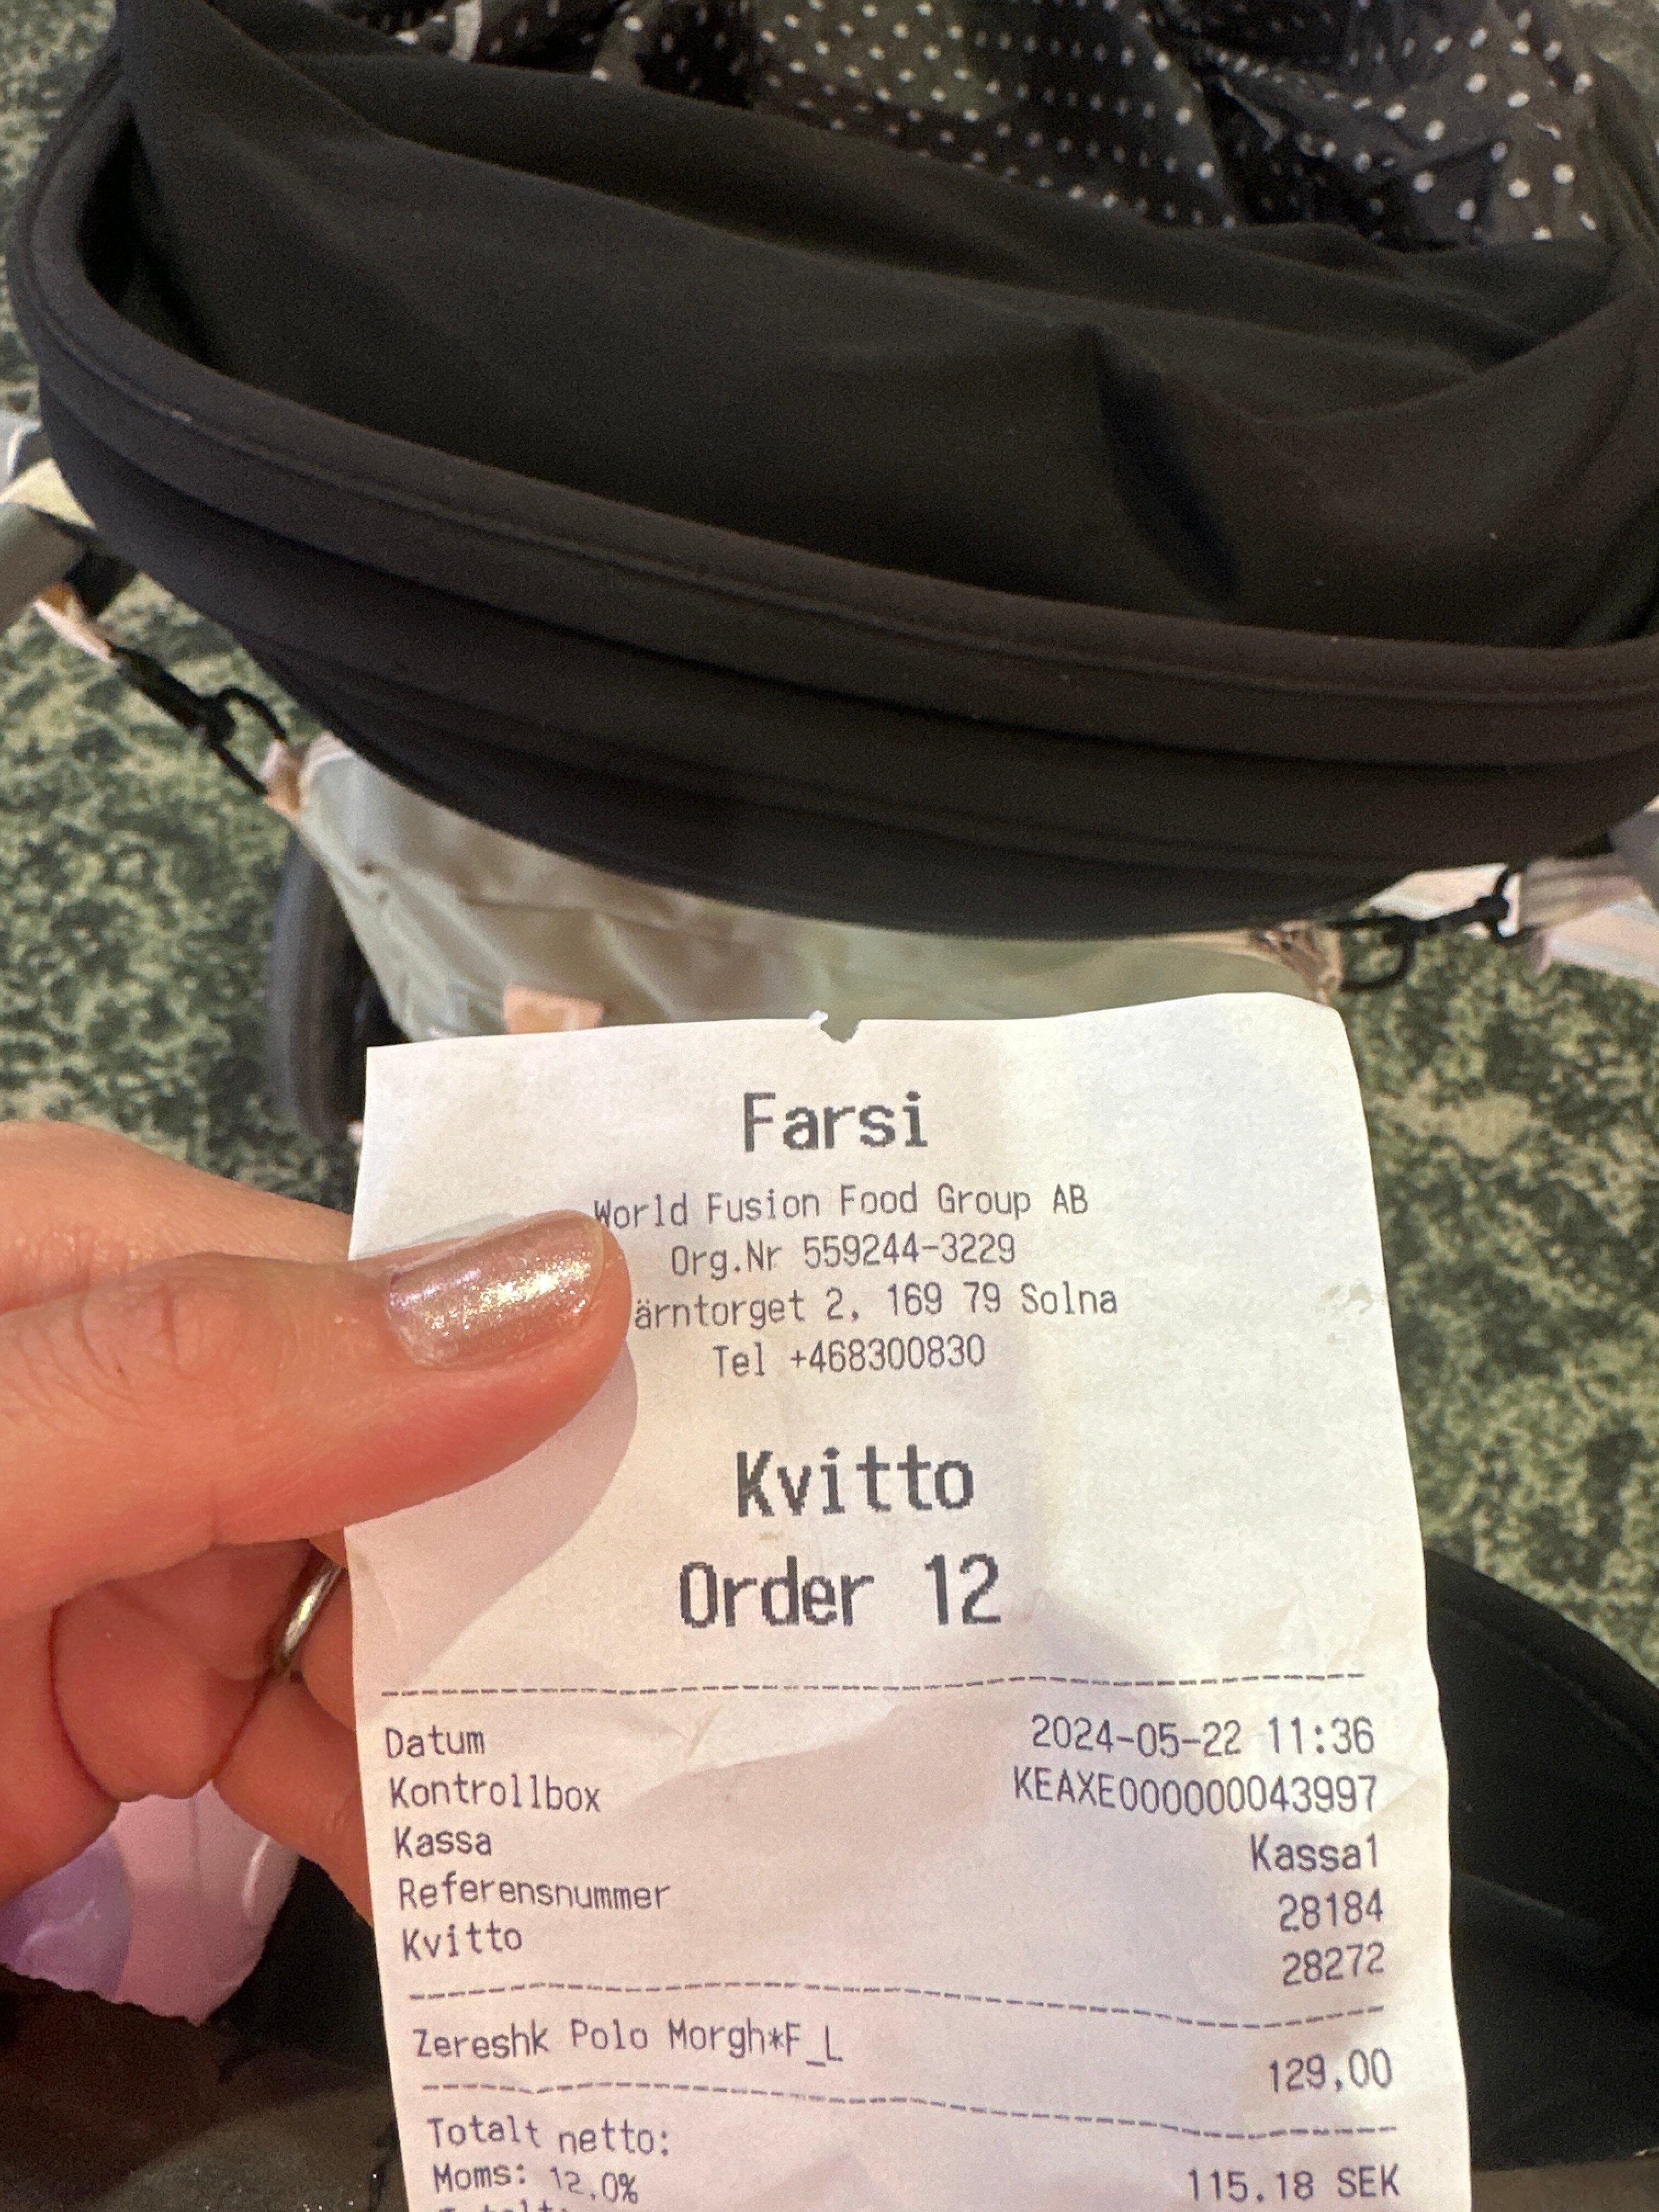 Farsi
World Fusion Food Group AB
Org.Nr 559244-3229
2, 169 79 Solna
Tel +468300830
Kvitto
Order 12
Datum 2024-05-22 11:36
Kontrollbox KEAXE000000043997
Kassa Kassa1
Referensnummer 28184
Kvitto 28272
Zereshk Polo Morgh*F_L 129,00
Totalt netto: 115.18 SEK
Moms: 12.0%